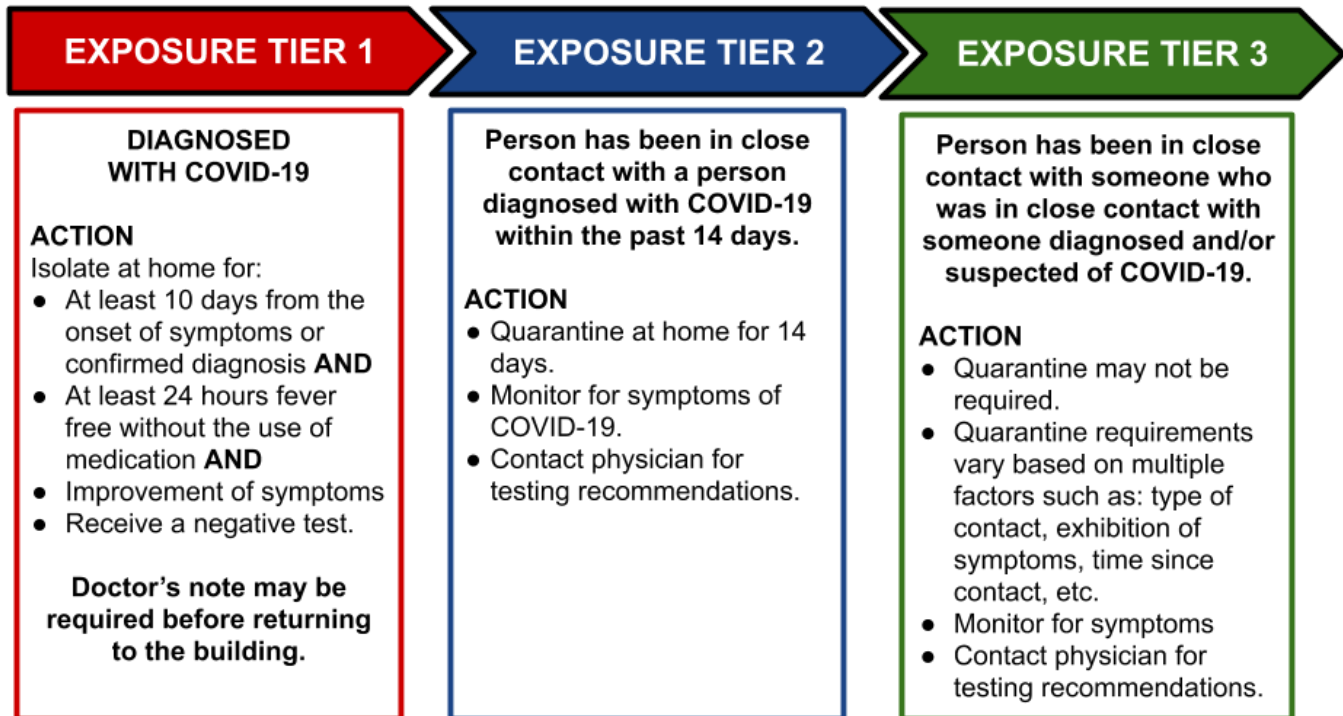 EXPOSURE TIER 1
DIAGNOSED
WITH COVID-19
ACTION
Isolate at home for:
● At least 10 days from the
onset of symptoms or
confirmed diagnosis AND
● At least 24 hours fever
free without the use of
medication AND
● Improvement of symptoms
● Receive a negative test.
Doctor's note may be
required before returning
to the building.
EXPOSURE TIER 2
Person has been in close
contact with a person
diagnosed with COVID-19
within the past 14 days.
ACTION
● Quarantine at home for 14
days.
● Monitor for symptoms of
COVID-19.
● Contact physician for
testing recommendations.
EXPOSURE TIER 3
Person has been in close
contact with someone who
was in close contact with
someone diagnosed and/or
suspected of COVID-19.
ACTION
● Quarantine may not be
required.
● Quarantine requirements
vary based on multiple
factors such as: type of
contact, exhibition of
symptoms, time since
contact, etc.
● Monitor for symptoms
● Contact physician for
testing recommendations.